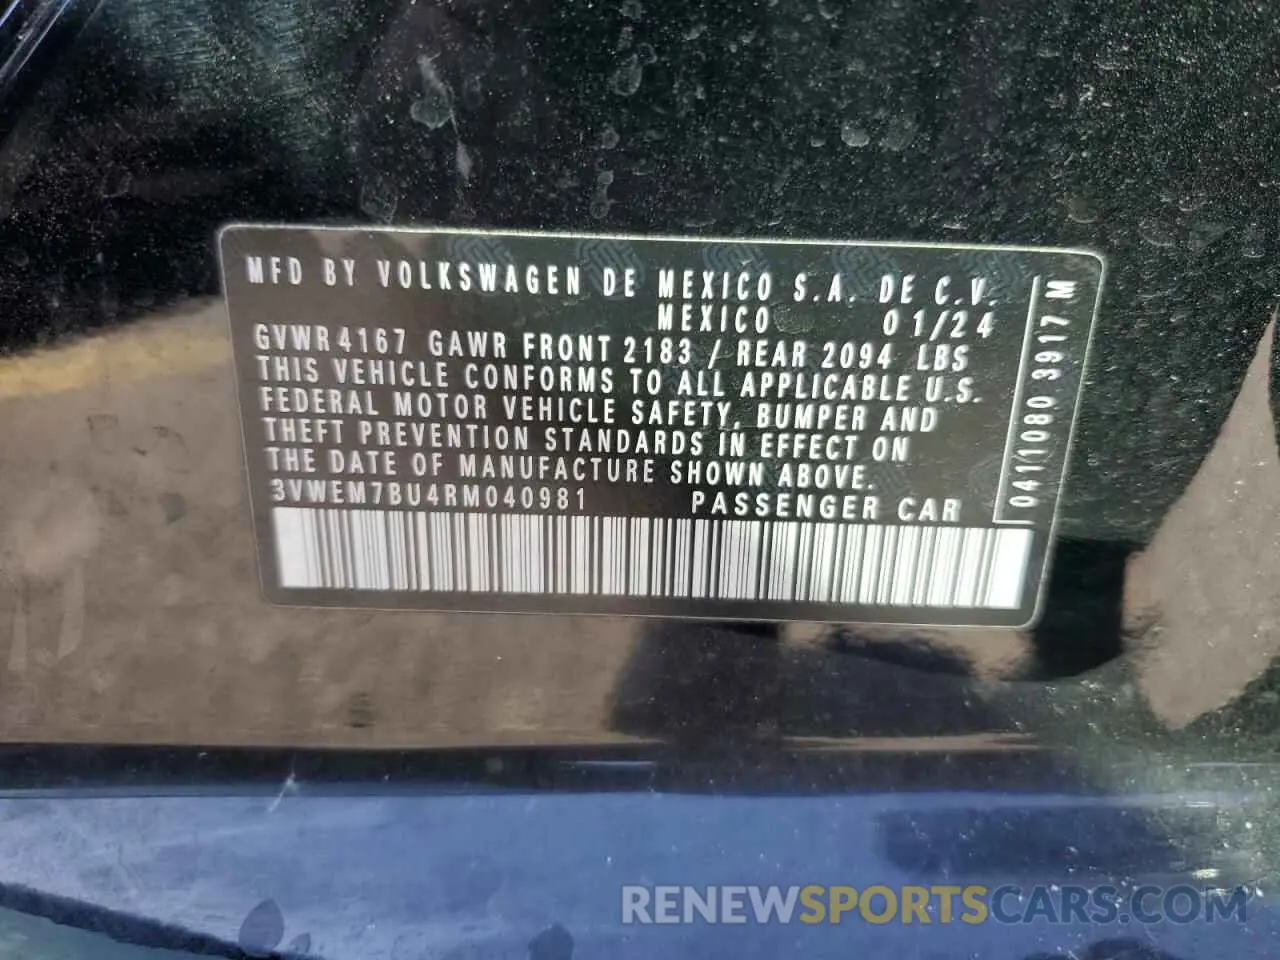 MFD BY VOLKSWAGEN DE MEXICO S.A. DE C.V.
MEXICO 01/24
GVWR 4167 GAWR FRONT 2183 / REAR 2094 LBS
THIS VEHICLE CONFORMS TO ALL APPLICABLE U.S.
FEDERAL MOTOR VEHICLE SAFETY, BUMPER AND
THEFT PREVENTION STANDARDS IN EFFECT ON
THE DATE OF MANUFACTURE SHOWN ABOVE.
3VWEM7BU4RM040981 PASSENGER CAR
0411080 3917 M
RENEWSPORTSCARS.COM